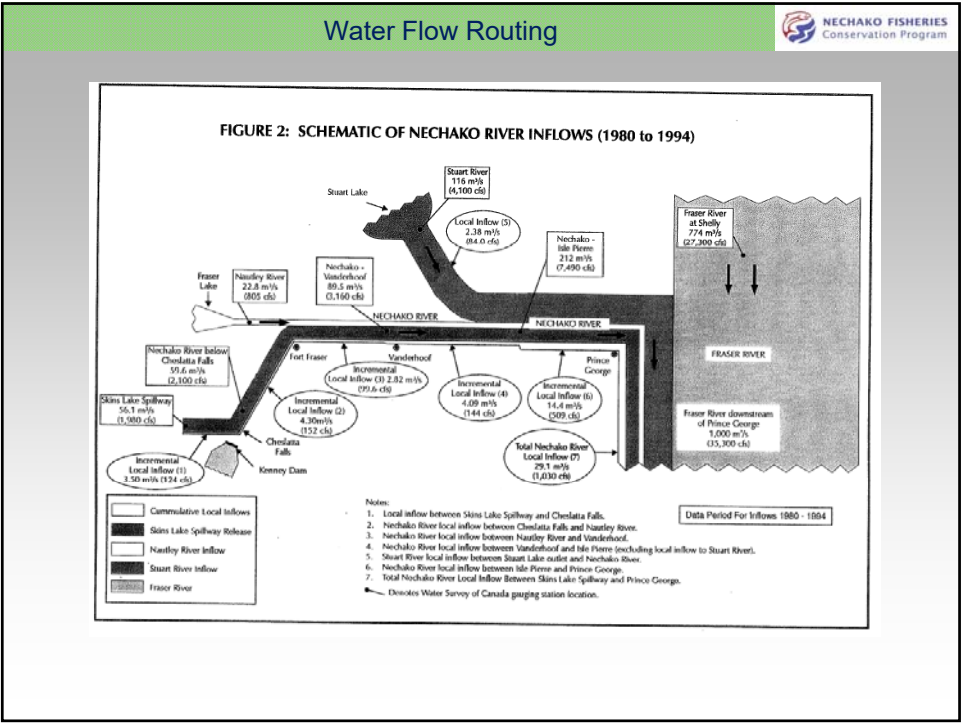 Water Flow Routing
NECHAKO FISHERIES
Conservation Program
FIGURE 2: SCHEMATIC OF NECHAKO RIVER INFLOWS (1980 to 1994)
Stuart Lake
Stuart River
116 m³/s
(4,100 cfs)
Local Inflow (5)
2.38 m³/s
(84.0 cfs)
Nechako -
Isle Pierre
212 m³/s
(7,490 cfs)
Fraser River
at Shelly
774 m³/s
(27,300 cfs)
Fraser
Lake
Nautley River
22.8 m³/s
(805 cfs)
Nechako -
Vanderhoof
89.5 m³/s
(3,160 cfs)
NECHAKO RIVER
NECHAKO RIVER
Nechako River below
Cheslatta Falls
59.6 m³/s
(2,100 cfs)
Fort Fraser
Vanderhoof
Prince
George
FRASER RIVER
Incremental
Local Inflow (3) 2.82 m³/s
(99.6 cfs)
Skins Lake Spillway
56.1 m³/s
(1,980 cfs)
Incremental
Local Inflow (2)
4.30m³/s
(152 cfs)
Incremental
Local Inflow (4)
4.09 m³/s
(144 cfs)
Incremental
Local Inflow (6)
14.4 m³/s
(509 cfs)
Fraser River downstream
of Prince George
1,000 m³/s
(35,300 cfs)
Cheslatta
Falls
Kenney Dam
Incremental
Local Inflow (1)
3.50 m³/s (124 cfs)
Total Nechako River
Local Inflow (7)
29.1 m³/s
(1,030 cfs)
Cummulative Local Inflows
Skins Lake Spillway Release
Nautley River Inflow
Stuart River Inflow
Fraser River
Notes:
1. Local inflow between Skins Lake Spillway and Cheslatta Falls.
2. Nechako River local inflow between Cheslatta Falls and Nautley River.
3. Nechako River local inflow between Nautley River and Vanderhoof.
4. Nechako River local inflow between Vanderhoof and Isle Pierre (excluding local inflow to Stuart River).
5. Stuart River local inflow between Stuart Lake outlet and Nechako River.
6. Nechako River local inflow between Isle Pierre and Prince George.
7. Total Nechako River Local Inflow Between Skins Lake Spillway and Prince George.
Denotes Water Survey of Canada gauging station location.
Data Period For Inflows 1980 - 1994